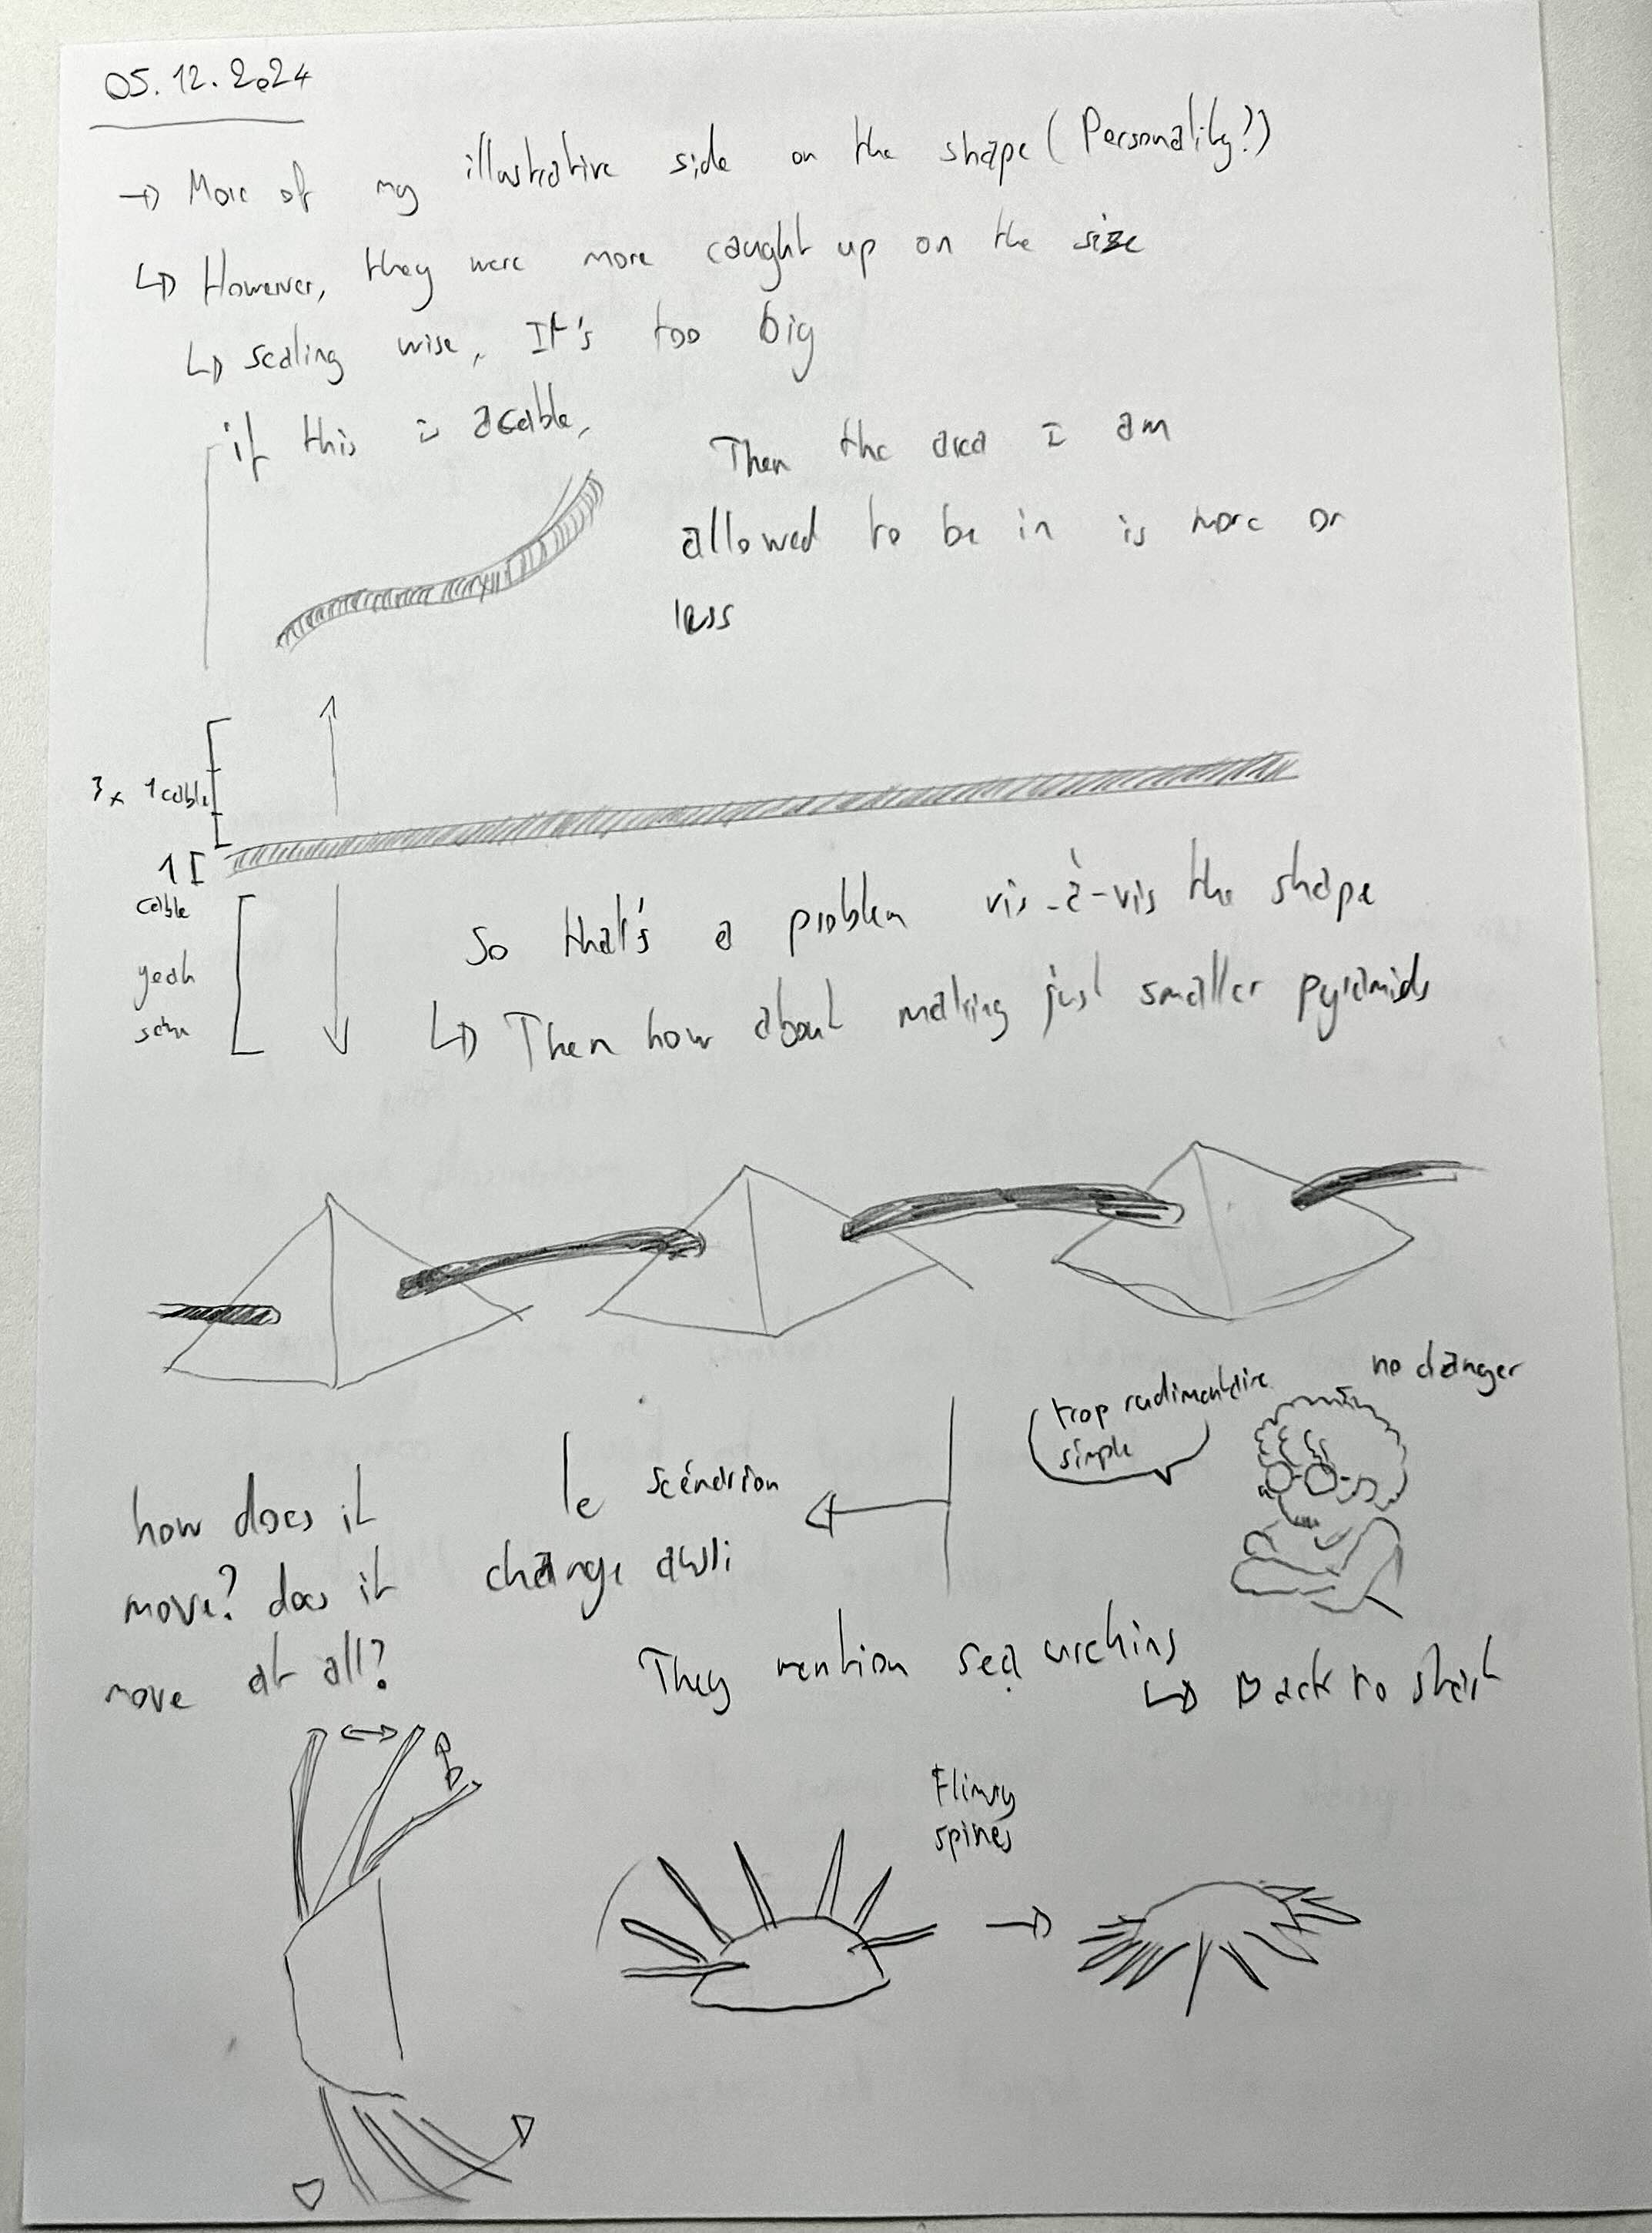 05.12.2024
→ More of my illustrative side on the shape (Personality?)
↳ However, they were more caught up on the size
↳ scaling wise, It's too big
if this is a cable,
Then the area I am
allowed to be in is more or
less
3x 1 cable
1
cable
yeah
same
So that's a problem vis-à-vis the shape
↳ Then how about making just smaller pyramids
no danger
trop rudimentaire
simple
le scénarion
change aussi
how does it
move? does it
move at all?
They mention sea urchins
↳ Back to start
Flimsy
spines